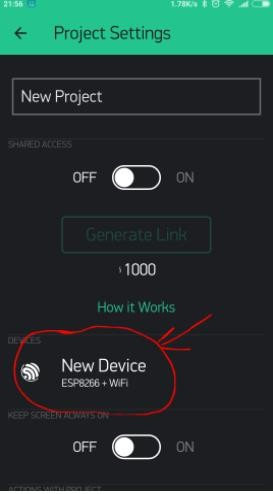 21:56 1.78K/s
Project Settings
New Project
SHARED ACCESS
OFF ON
Generate Link
1000
How it Works
DEVICES
New Device
ESP8266 + WiFi
KEEP SCREEN ALWAYS ON
OFF ON
ACTIONS WITH PROJECT